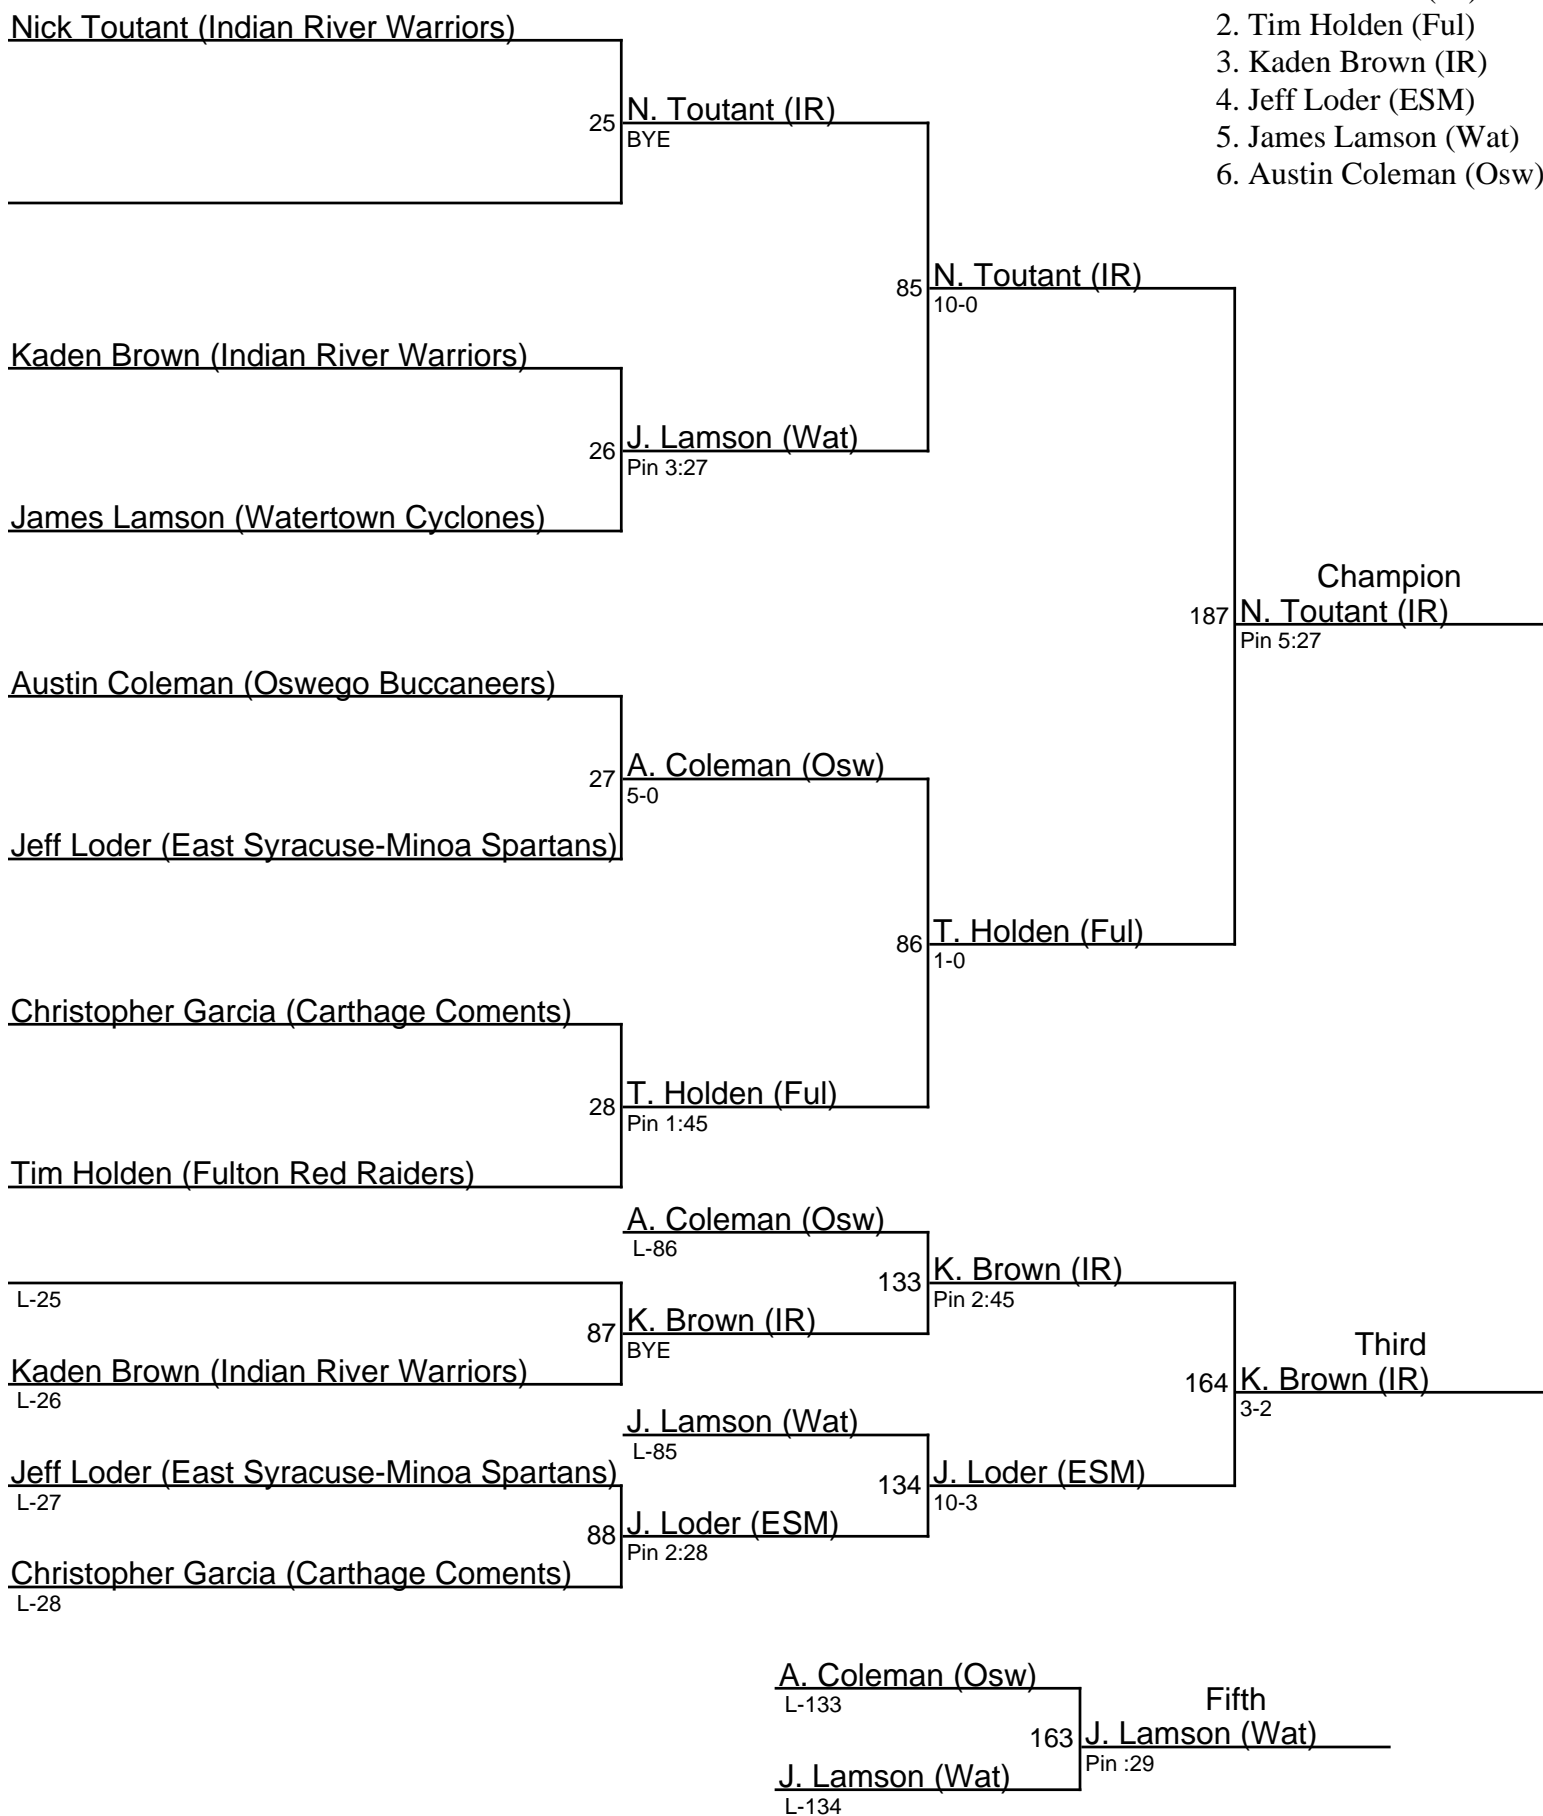 Nick Toutant (Indian River Warriors)
2. Tim Holden (Ful)
3. Kaden Brown (IR)
4. Jeff Loder (ESM)
5. James Lamson (Wat)
6. Austin Coleman (Osw)
25 N. Toutant (IR)
BYE
85 N. Toutant (IR)
10-0
Kaden Brown (Indian River Warriors)
26 J. Lamson (Wat)
Pin 3:27
James Lamson (Watertown Cyclones)
Champion
187 N. Toutant (IR)
Pin 5:27
Austin Coleman (Oswego Buccaneers)
27 A. Coleman (Osw)
5-0
Jeff Loder (East Syracuse-Minoa Spartans)
86 T. Holden (Ful)
1-0
Christopher Garcia (Carthage Coments)
28 T. Holden (Ful)
Pin 1:45
Tim Holden (Fulton Red Raiders)
A. Coleman (Osw)
L-86
133 K. Brown (IR)
Pin 2:45
L-25
87 K. Brown (IR)
BYE
Kaden Brown (Indian River Warriors)
L-26
Third
164 K. Brown (IR)
3-2
J. Lamson (Wat)
L-85
Jeff Loder (East Syracuse-Minoa Spartans)
L-27
134 J. Loder (ESM)
10-3
88 J. Loder (ESM)
Pin 2:28
Christopher Garcia (Carthage Coments)
L-28
A. Coleman (Osw)
L-133
Fifth
163 J. Lamson (Wat)
Pin :29
J. Lamson (Wat)
L-134